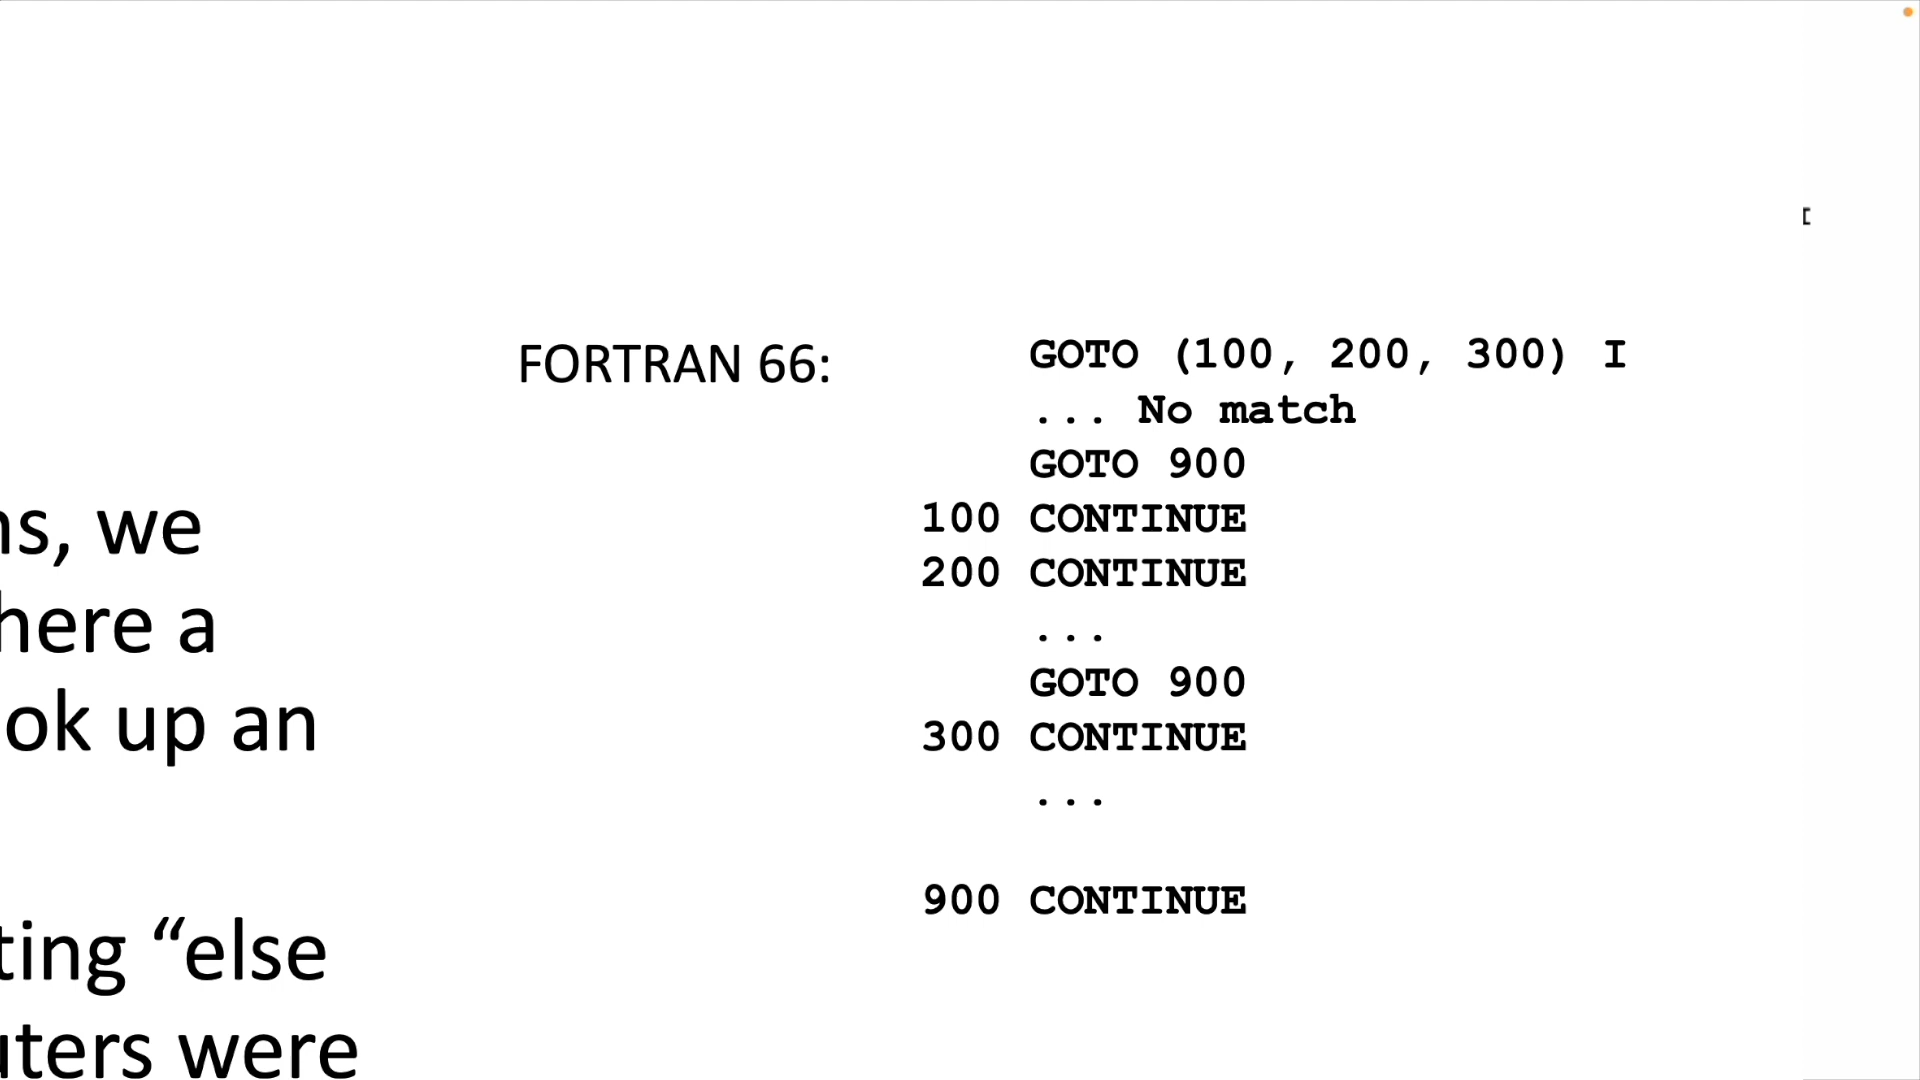 FORTRAN 66:
GOTO (100, 200, 300) I
... No match
GOTO 900
100 CONTINUE
200 CONTINUE
...
GOTO 900
300 CONTINUE
...
900 CONTINUE
ns, we
here a
ook up an
ting “else
uters were